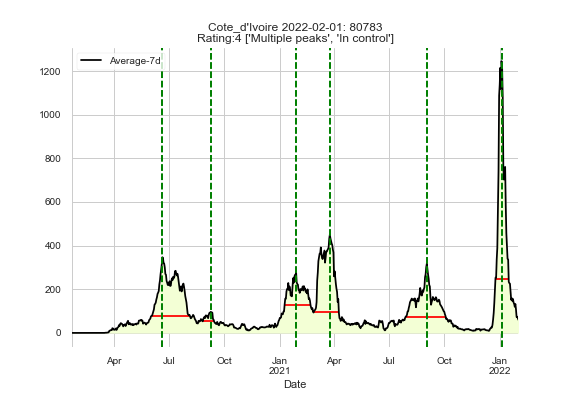 Cote_d'Ivoire 2022-02-01: 80783
Rating:4 ['Multiple peaks', 'In control']
Average-7d
1200
1000
800
600
400
200
0
Apr Jul Oct Jan Apr Jul Oct Jan
2021 2022
Date